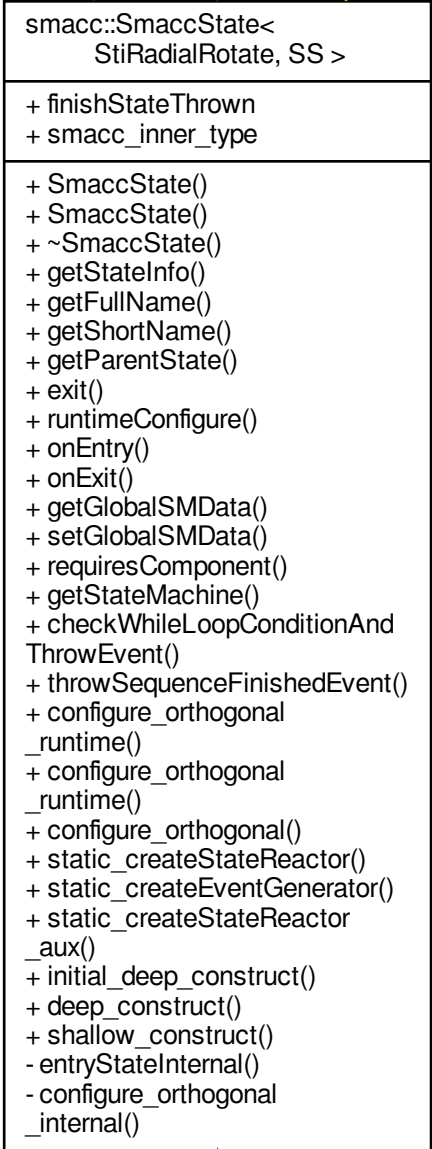 smacc::SmaccState<
StiRadialRotate, SS >
+ finishStateThrown
+ smacc_inner_type
+ SmaccState()
+ SmaccState()
+ ~SmaccState()
+ getStateInfo()
+ getFullName()
+ getShortName()
+ getParentState()
+ exit()
+ runtimeConfigure()
+ onEntry()
+ onExit()
+ getGlobalSMData()
+ setGlobalSMData()
+ requiresComponent()
+ getStateMachine()
+ checkWhileLoopConditionAnd
ThrowEvent()
+ throwSequenceFinishedEvent()
+ configure_orthogonal
_runtime()
+ configure_orthogonal
_runtime()
+ configure_orthogonal()
+ static_createStateReactor()
+ static_createEventGenerator()
+ static_createStateReactor
_aux()
+ initial_deep_construct()
+ deep_construct()
+ shallow_construct()
- entryStateInternal()
- configure_orthogonal
_internal()